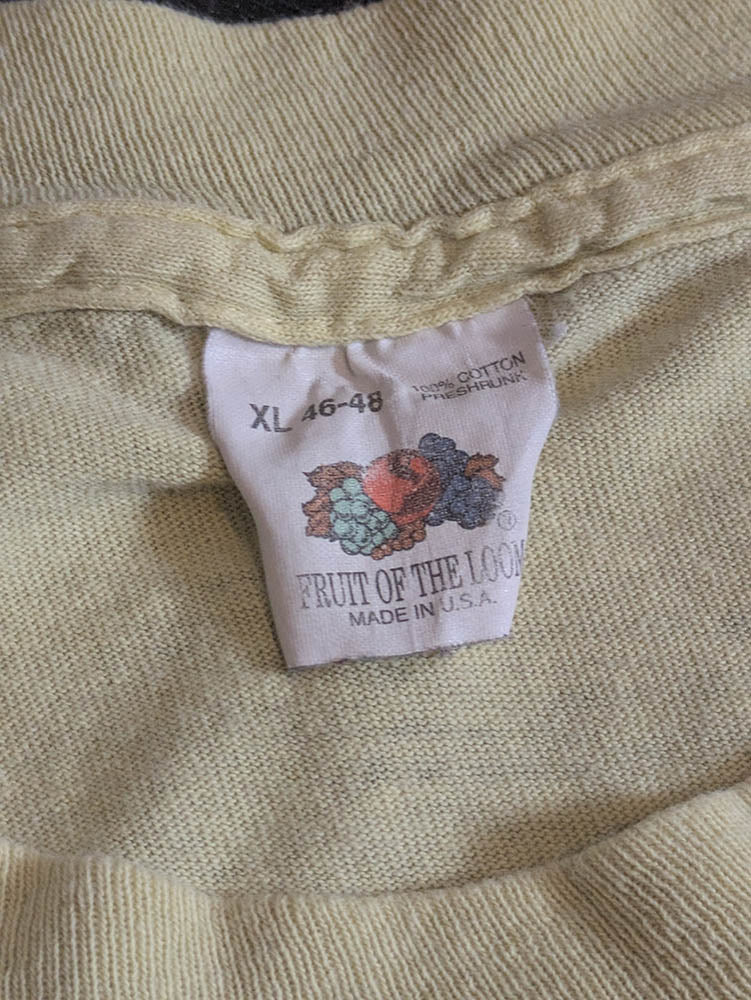 XL 46-48
100% COTTON
PRESHRUNK
®
FRUIT OF THE LOOM
MADE IN U.S.A.